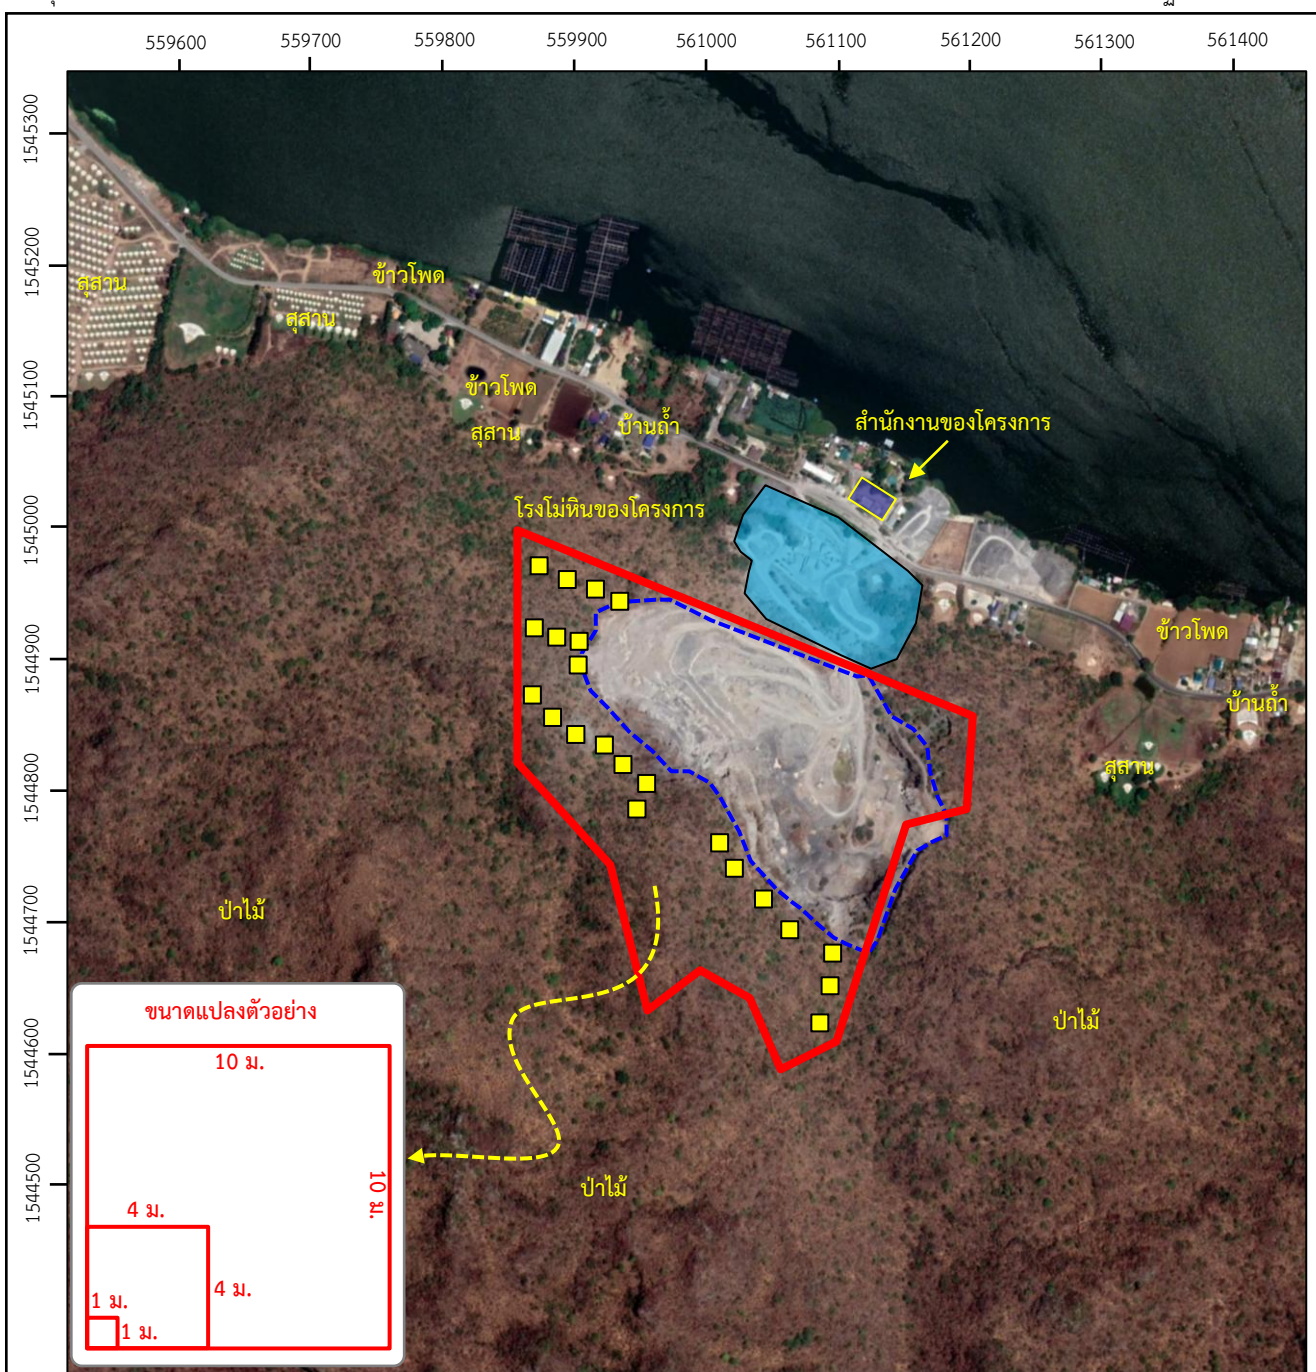 559600 559700 559800 559900 561000 561100 561200 561300 561400
1545300
1545200
1545100
1545000
1544900
1544800
1544700
1544600
1544500
สุสาน
ข้าวโพด
สุสาน
ข้าวโพด
สุสาน
บ้านถ้ำ
สำนักงานของโครงการ
โรงโม่หินของโครงการ
ข้าวโพด
บ้านถ้ำ
สุสาน
ป่าไม้
ป่าไม้
ป่าไม้
ขนาดแปลงตัวอย่าง
10 ม.
10 ม.
4 ม.
4 ม.
1 ม.
1 ม.